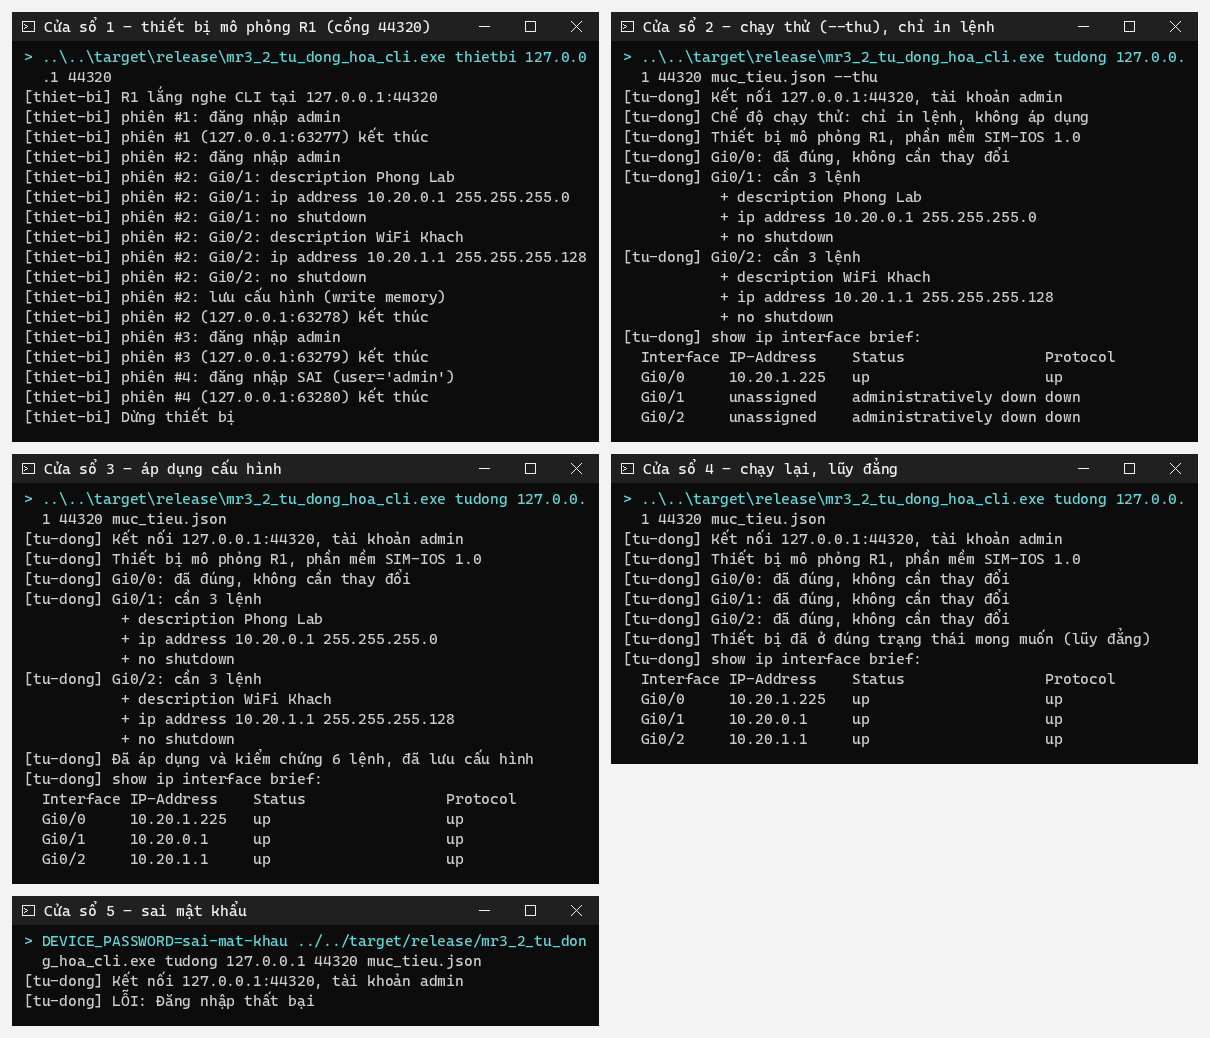 Cửa sổ 1 – thiết bị mô phỏng R1 (cổng 44320)
> ..\..\target\release\mr3_2_tu_dong_hoa_cli.exe thietbi 127.0.0
.1 44320
[thiet-bi] R1 lắng nghe CLI tại 127.0.0.1:44320
[thiet-bi] phiên #1: đăng nhập admin
[thiet-bi] phiên #1 (127.0.0.1:63277) kết thúc
[thiet-bi] phiên #2: đăng nhập admin
[thiet-bi] phiên #2: Gi0/1: description Phong Lab
[thiet-bi] phiên #2: Gi0/1: ip address 10.20.0.1 255.255.255.0
[thiet-bi] phiên #2: Gi0/1: no shutdown
[thiet-bi] phiên #2: Gi0/2: description WiFi Khach
[thiet-bi] phiên #2: Gi0/2: ip address 10.20.1.1 255.255.255.128
[thiet-bi] phiên #2: Gi0/2: no shutdown
[thiet-bi] phiên #2: lưu cấu hình (write memory)
[thiet-bi] phiên #2 (127.0.0.1:63278) kết thúc
[thiet-bi] phiên #3: đăng nhập admin
[thiet-bi] phiên #3 (127.0.0.1:63279) kết thúc
[thiet-bi] phiên #4: đăng nhập SAI (user='admin')
[thiet-bi] phiên #4 (127.0.0.1:63280) kết thúc
[thiet-bi] Dừng thiết bị
Cửa sổ 2 – chạy thử (--thu), chỉ in lệnh
> ..\..\target\release\mr3_2_tu_dong_hoa_cli.exe tudong 127.0.0.
1 44320 muc_tieu.json --thu
[tu-dong] Kết nối 127.0.0.1:44320, tài khoản admin
[tu-dong] Chế độ chạy thử: chỉ in lệnh, không áp dụng
[tu-dong] Thiết bị mô phỏng R1, phần mềm SIM-IOS 1.0
[tu-dong] Gi0/0: đã đúng, không cần thay đổi
[tu-dong] Gi0/1: cần 3 lệnh
+ description Phong Lab
+ ip address 10.20.0.1 255.255.255.0
+ no shutdown
[tu-dong] Gi0/2: cần 3 lệnh
+ description WiFi Khach
+ ip address 10.20.1.1 255.255.255.128
+ no shutdown
[tu-dong] show ip interface brief:
Interface IP-Address Status Protocol
Gi0/0 10.20.1.225 up up
Gi0/1 unassigned administratively down down
Gi0/2 unassigned administratively down down
Cửa sổ 3 – áp dụng cấu hình
> ..\..\target\release\mr3_2_tu_dong_hoa_cli.exe tudong 127.0.0.
1 44320 muc_tieu.json
[tu-dong] Kết nối 127.0.0.1:44320, tài khoản admin
[tu-dong] Thiết bị mô phỏng R1, phần mềm SIM-IOS 1.0
[tu-dong] Gi0/0: đã đúng, không cần thay đổi
[tu-dong] Gi0/1: cần 3 lệnh
+ description Phong Lab
+ ip address 10.20.0.1 255.255.255.0
+ no shutdown
[tu-dong] Gi0/2: cần 3 lệnh
+ description WiFi Khach
+ ip address 10.20.1.1 255.255.255.128
+ no shutdown
[tu-dong] Đã áp dụng và kiểm chứng 6 lệnh, đã lưu cấu hình
[tu-dong] show ip interface brief:
Interface IP-Address Status Protocol
Gi0/0 10.20.1.225 up up
Gi0/1 10.20.0.1 up up
Gi0/2 10.20.1.1 up up
Cửa sổ 4 – chạy lại, lũy đẳng
> ..\..\target\release\mr3_2_tu_dong_hoa_cli.exe tudong 127.0.0.
1 44320 muc_tieu.json
[tu-dong] Kết nối 127.0.0.1:44320, tài khoản admin
[tu-dong] Thiết bị mô phỏng R1, phần mềm SIM-IOS 1.0
[tu-dong] Gi0/0: đã đúng, không cần thay đổi
[tu-dong] Gi0/1: đã đúng, không cần thay đổi
[tu-dong] Gi0/2: đã đúng, không cần thay đổi
[tu-dong] Thiết bị đã ở đúng trạng thái mong muốn (lũy đẳng)
[tu-dong] show ip interface brief:
Interface IP-Address Status Protocol
Gi0/0 10.20.1.225 up up
Gi0/1 10.20.0.1 up up
Gi0/2 10.20.1.1 up up
Cửa sổ 5 – sai mật khẩu
> DEVICE_PASSWORD=sai-mat-khau ../../target/release/mr3_2_tu_don
g_hoa_cli.exe tudong 127.0.0.1 44320 muc_tieu.json
[tu-dong] Kết nối 127.0.0.1:44320, tài khoản admin
[tu-dong] LỖI: Đăng nhập thất bại